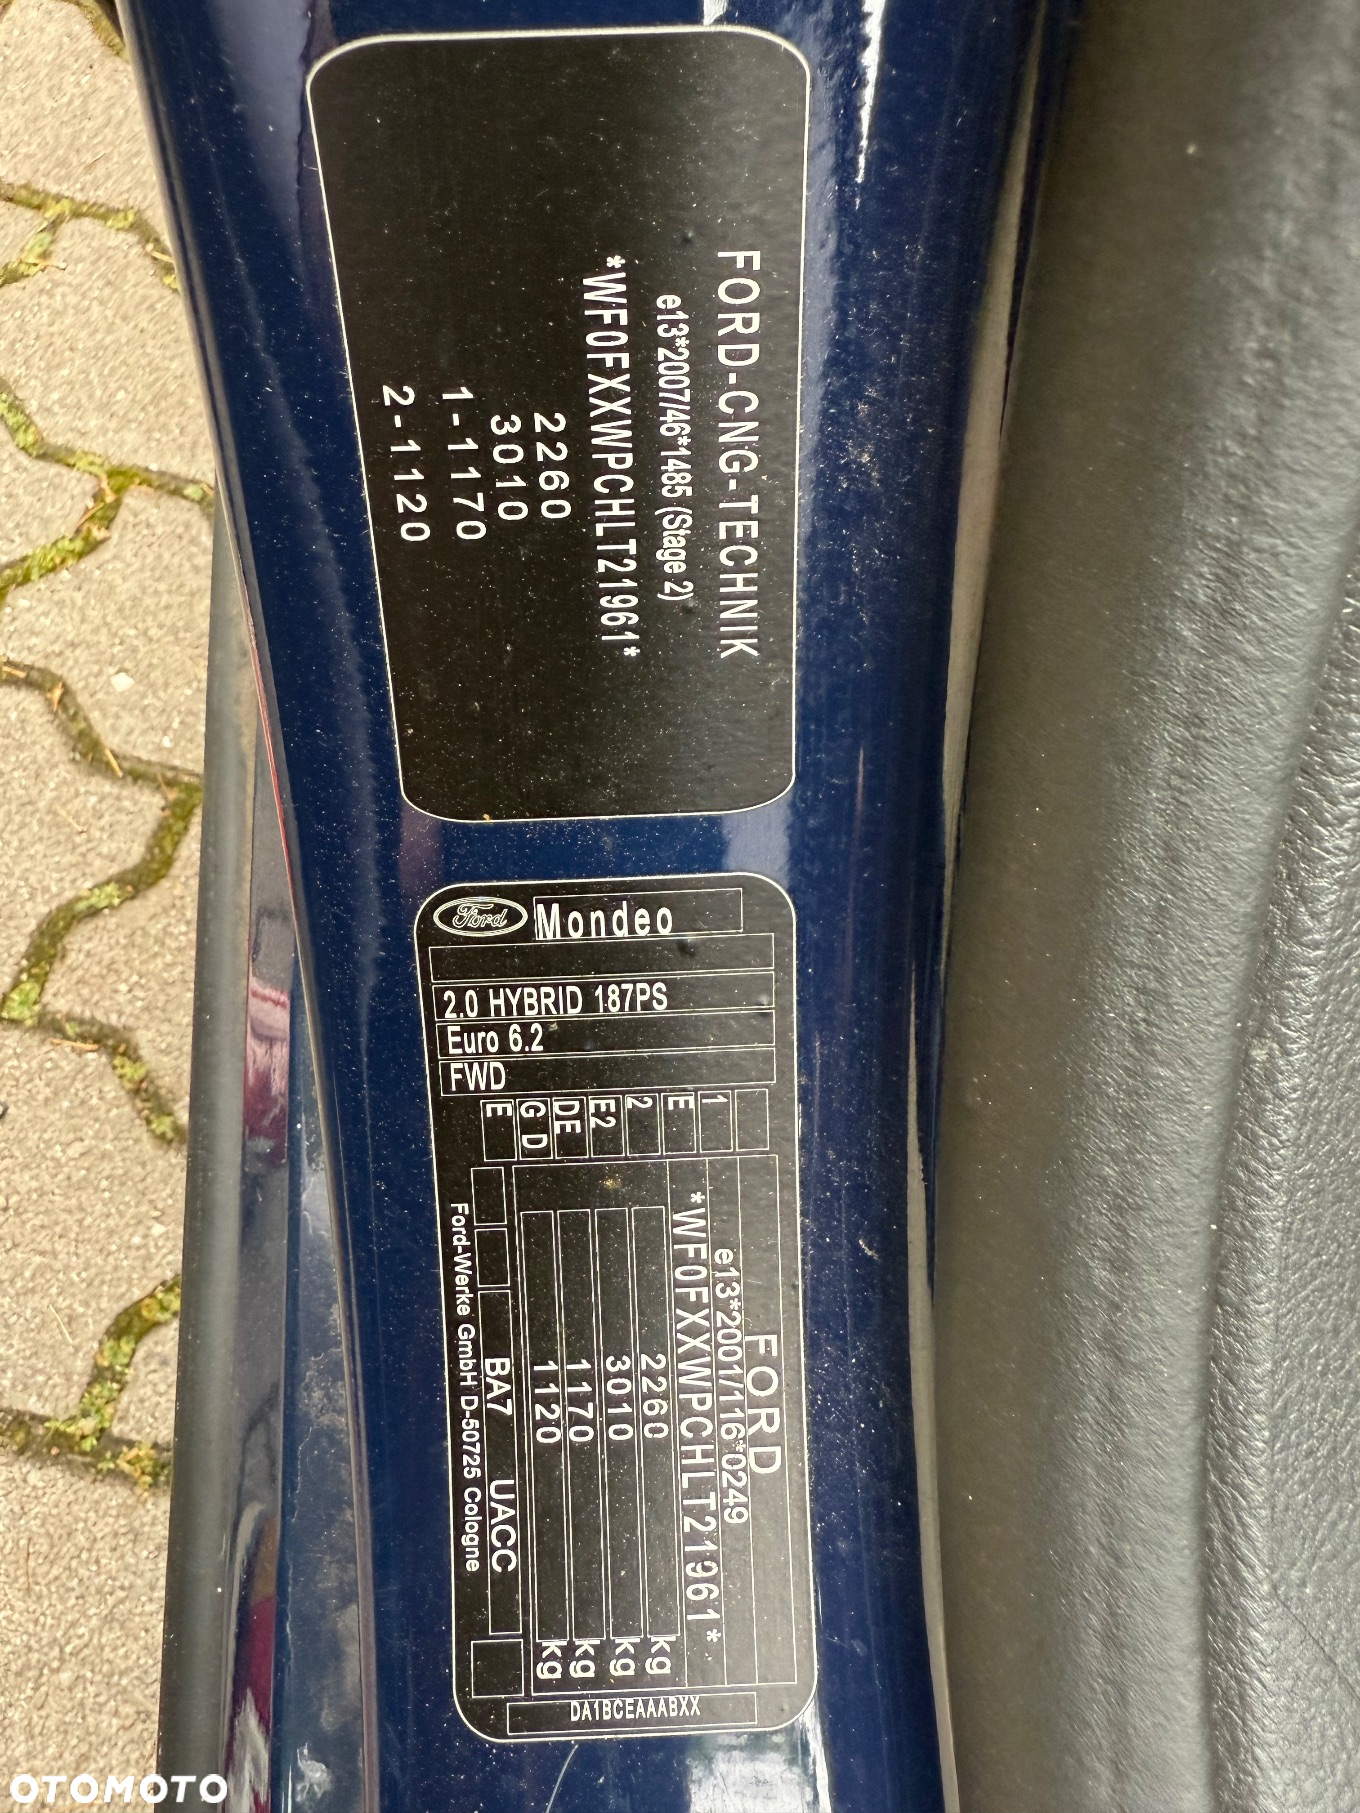 FORD-CNG-TECHNIK
e13*2007/46*1485 (Stage 2)
*WF0FXXWPCHLT21961*
2260
3010
1-1170
2-1120
Ford
Mondeo
2.0 HYBRID 187PS
Euro 6.2
FWD
1
E
2
E2
DE
G D
E
FORD
e13*2001/116*0249
*WF0FXXWPCHLT21961*
2260 kg
3010 kg
1170 kg
1120 kg
BA7 UACC
Ford-Werke GmbH D-50725 Cologne
DA1BCEAAABXX
OTOMOTO